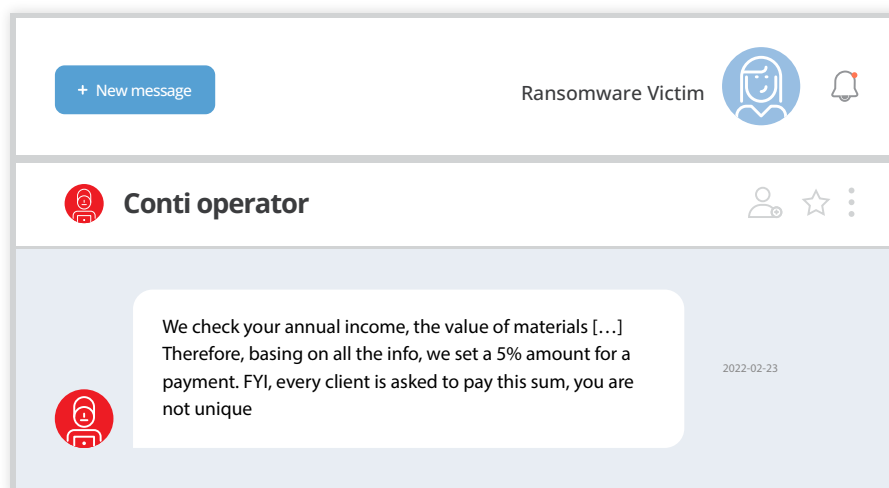 + New message
Ransomware Victim
Conti operator
We check your annual income, the value of materials […]
Therefore, basing on all the info, we set a 5% amount for a
payment. FYI, every client is asked to pay this sum, you are
not unique
2022-02-23